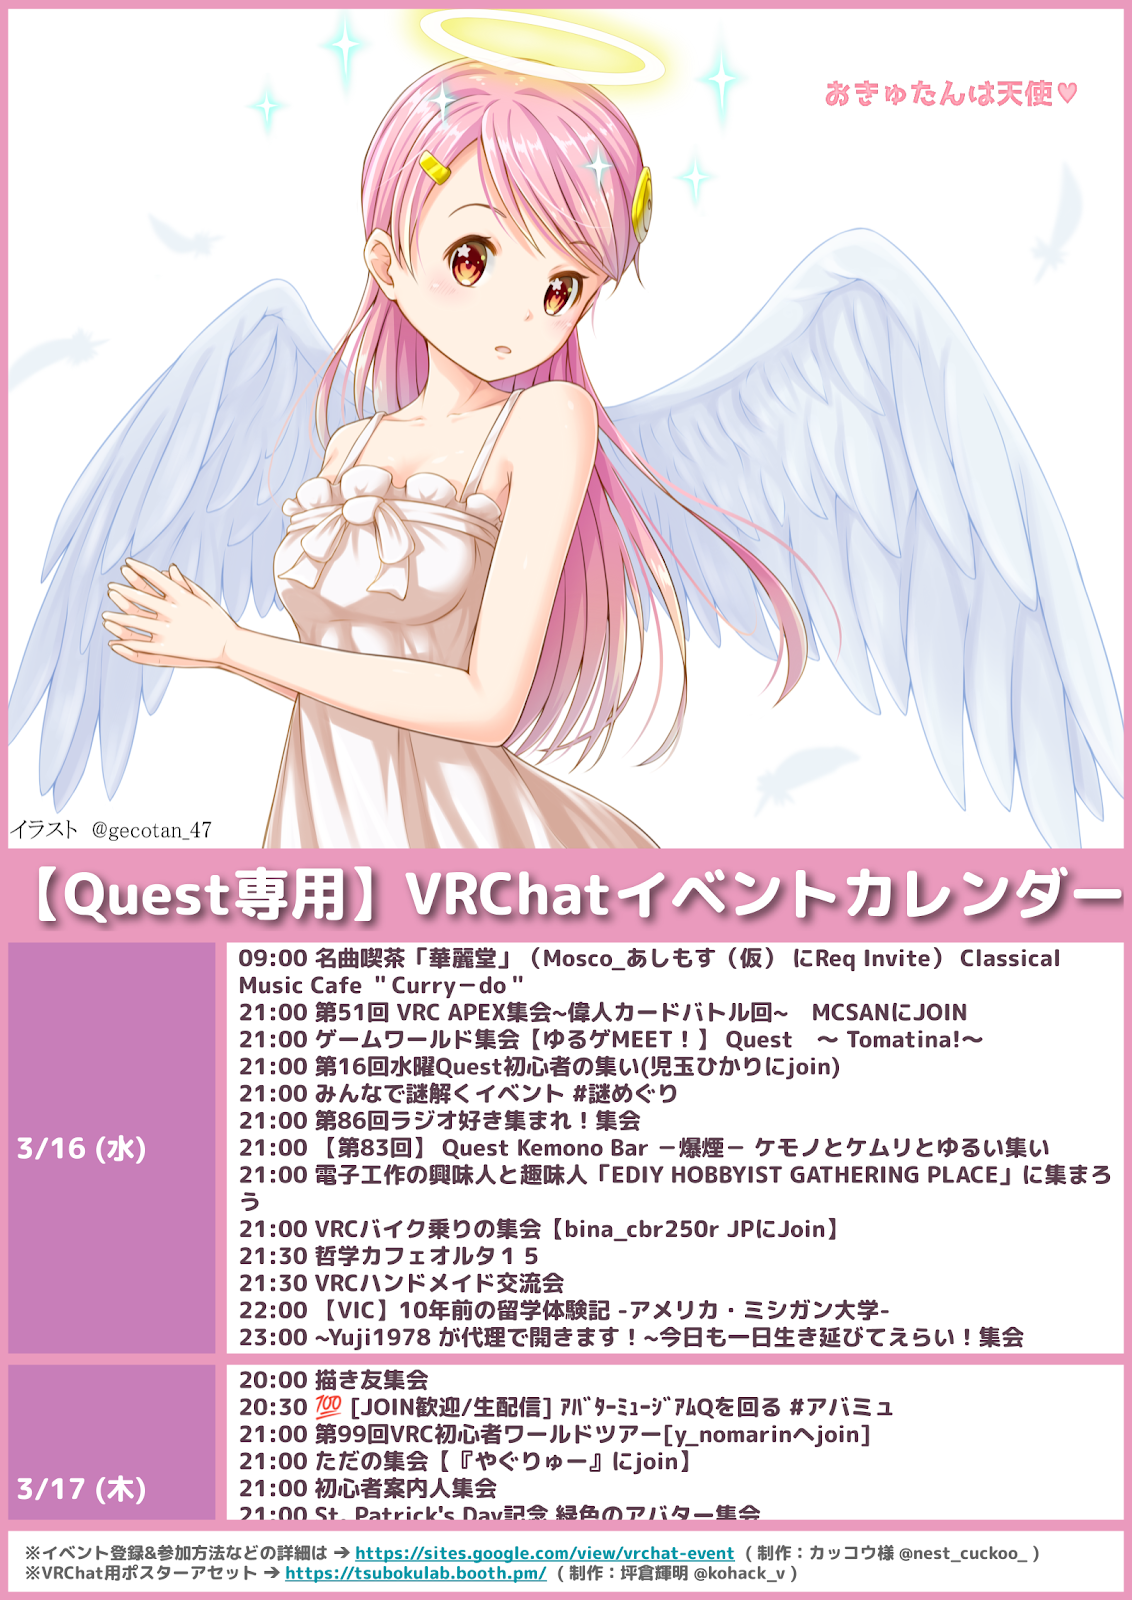 おきゅたんは天使♥
イラスト @gecotan_47
【Quest専用】VRChatイベントカレンダー
3/16 (水)
09:00 名曲喫茶「華麗堂」（Mosco_あしもす（仮） にReq Invite） Classical
Music Cafe ＂Curry－do＂
21:00 第51回 VRC APEX集会~偉人カードバトル回~　MCSANにJOIN
21:00 ゲームワールド集会【ゆるゲMEET！】 Quest　～ Tomatina!～
21:00 第16回水曜Quest初心者の集い(児玉ひかりにjoin)
21:00 みんなで謎解くイベント #謎めぐり
21:00 第86回ラジオ好き集まれ！集会
21:00 【第83回】 Quest Kemono Bar －爆煙－ ケモノとケムリとゆるい集い
21:00 電子工作の興味人と趣味人「EDIY HOBBYIST GATHERING PLACE」に集まろ
う
21:00 VRCバイク乗りの集会【bina_cbr250r JPにJoin】
21:30 哲学カフェオルタ１５
21:30 VRCハンドメイド交流会
22:00 【VIC】10年前の留学体験記 -アメリカ・ミシガン大学-
23:00 ~Yuji1978 が代理で開きます！~今日も一日生き延びてえらい！集会
3/17 (木)
20:00 描き友集会
20:30 💯 [JOIN歓迎/生配信] ｱﾊﾞﾀｰﾐｭｰｼﾞｱﾑQを回る #アバミュ
21:00 第99回VRC初心者ワールドツアー[y_nomarinへjoin]
21:00 ただの集会【『やぐりゅー』にjoin】
21:00 初心者案内人集会
21:00 St. Patrick's Day記念 緑色のアバター集会
※イベント登録&参加方法などの詳細は ➔ https://sites.google.com/view/vrchat-event （ 制作：カッコウ様 @nest_cuckoo_ ）
※VRChat用ポスターアセット ➔ https://tsubokulab.booth.pm/ （ 制作：坪倉輝明 @kohack_v ）